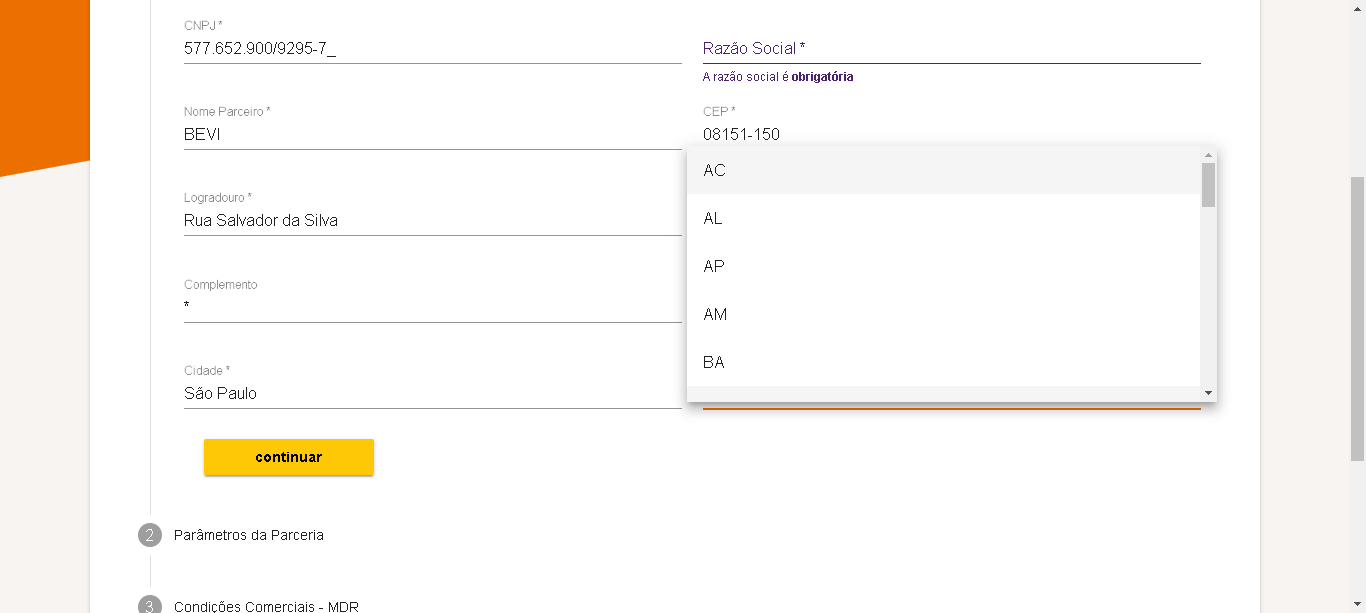 CNPJ *
577.652.900/9295-7_
Razão Social *
A razão social é obrigatória
Nome Parceiro *
BEVI
CEP *
08151-150
Logradouro *
Rua Salvador da Silva
Complemento
*
Cidade *
São Paulo
AC
AL
AP
AM
BA
continuar
2 Parâmetros da Parceria
3 Condições Comerciais - MDR